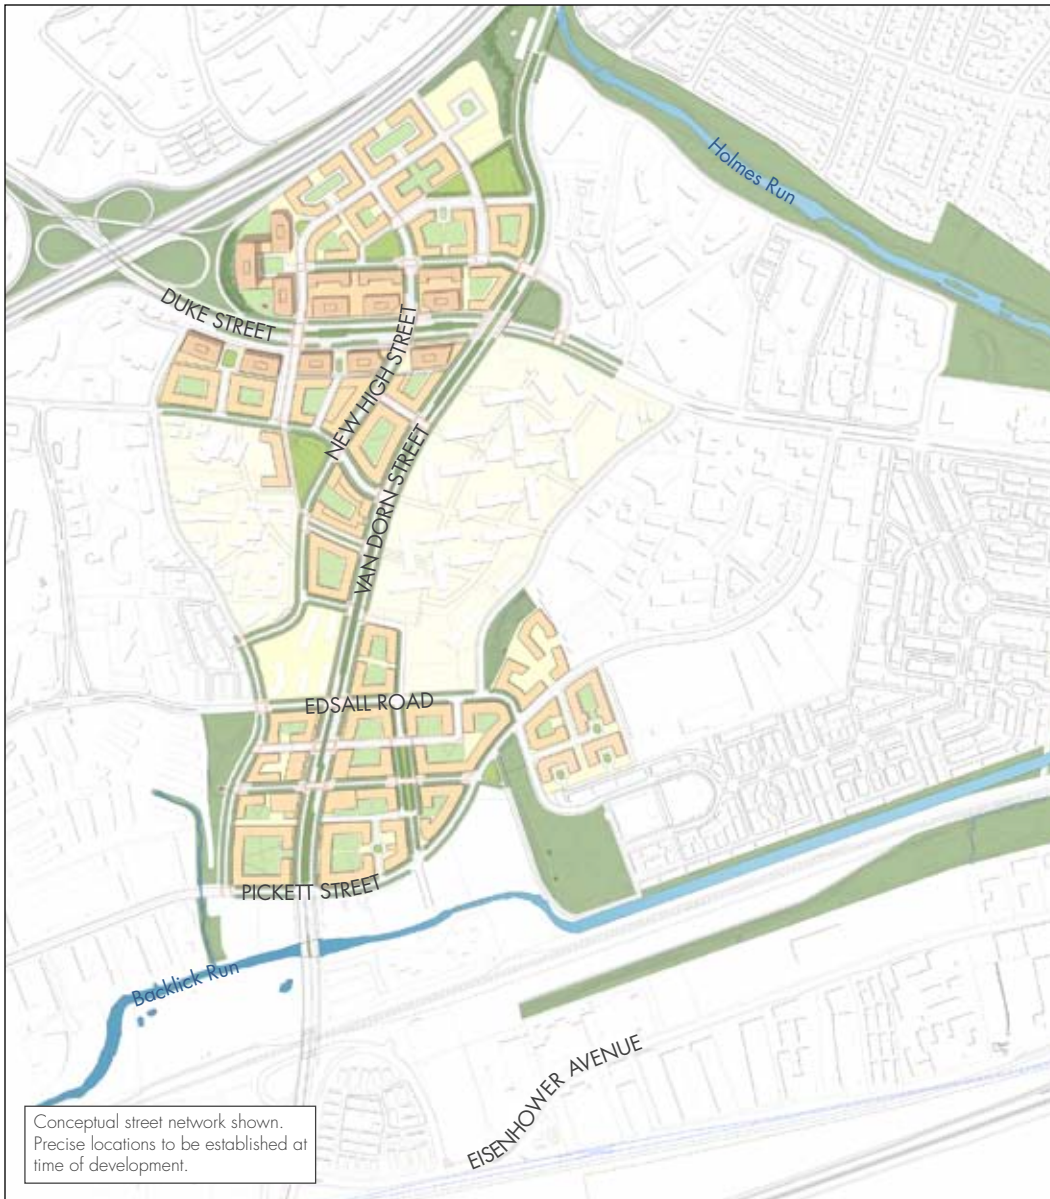 Holmes Run
DUKE STREET
NEW HIGH STREET
VAN DORN STREET
EDSALL ROAD
PICKETT STREET
Backlick Run
EISENHOWER AVENUE
Conceptual street network shown.
Precise locations to be established at
time of development.